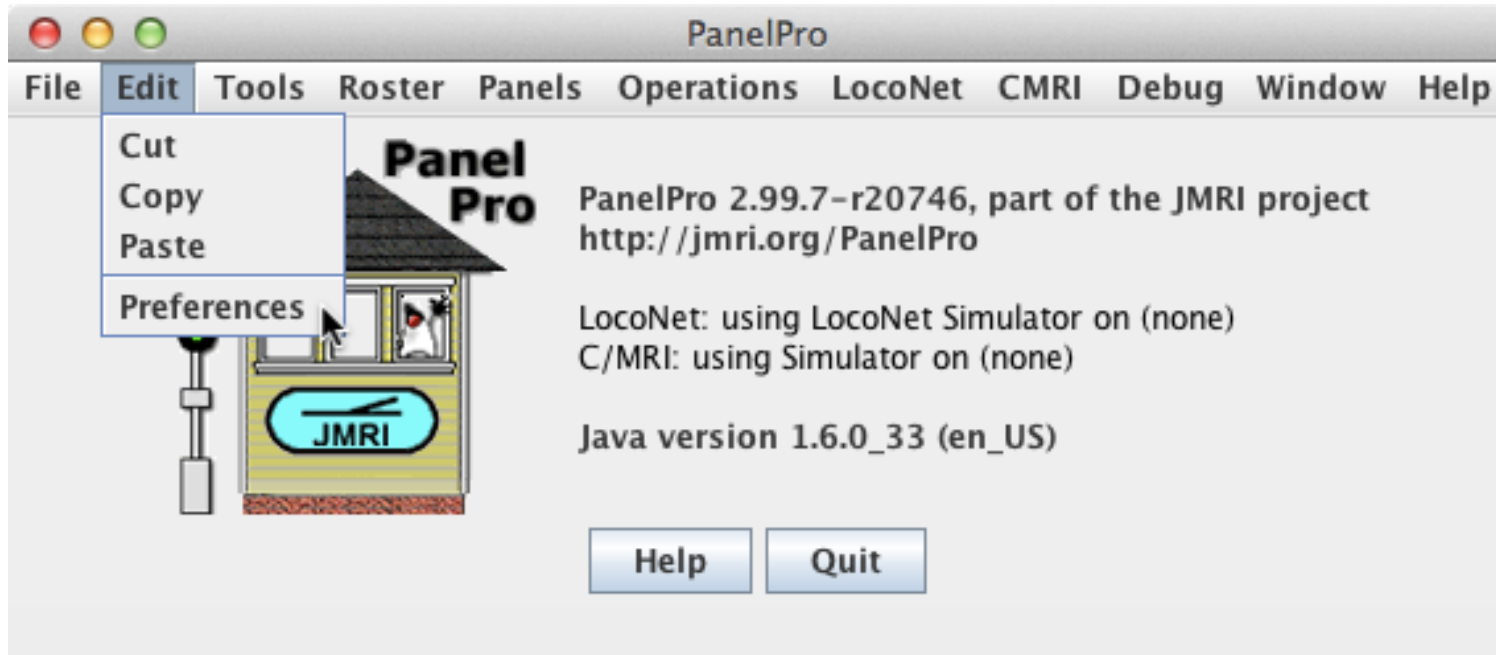 PanelPro
File Edit Tools Roster Panels Operations LocoNet CMRI Debug Window Help
Cut
Copy
Paste
Preferences
Panel
Pro
JMRI
PanelPro 2.99.7-r20746, part of the JMRI project
http://jmri.org/PanelPro
LocoNet: using LocoNet Simulator on (none)
C/MRI: using Simulator on (none)
Java version 1.6.0_33 (en_US)
Help Quit